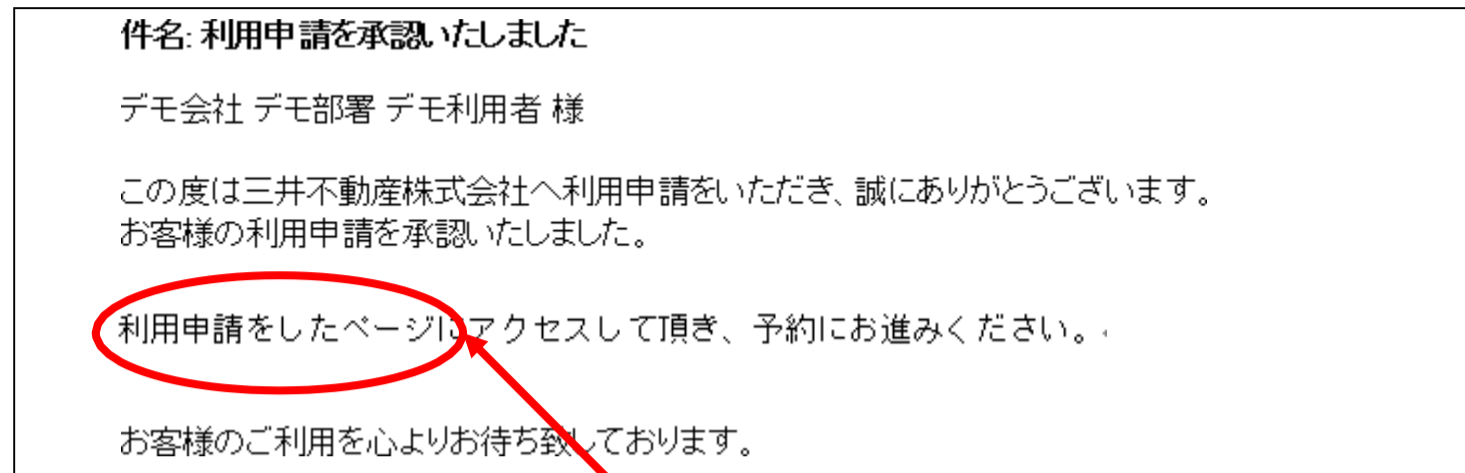 件名: 利用申請を承認いたしました
デモ会社 デモ部署 デモ利用者 様
この度は三井不動産株式会社へ利用申請をいただき、誠にありがとうございます。
お客様の利用申請を承認いたしました。
利用申請をしたページにアクセスして頂き、予約にお進みください。
お客様のご利用を心よりお待ち致しております。